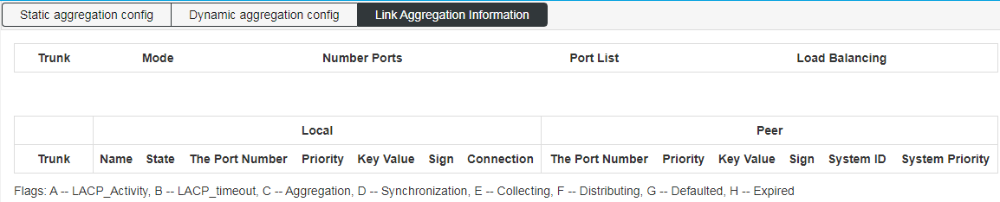 Static aggregation config Dynamic aggregation config Link Aggregation Information
Trunk Mode Number Ports Port List Load Balancing
Local Peer
Trunk Name State The Port Number Priority Key Value Sign Connection The Port Number Priority Key Value Sign System ID System Priority
Flags: A -- LACP_Activity, B -- LACP_timeout, C -- Aggregation, D -- Synchronization, E -- Collecting, F -- Distributing, G -- Defaulted, H -- Expired